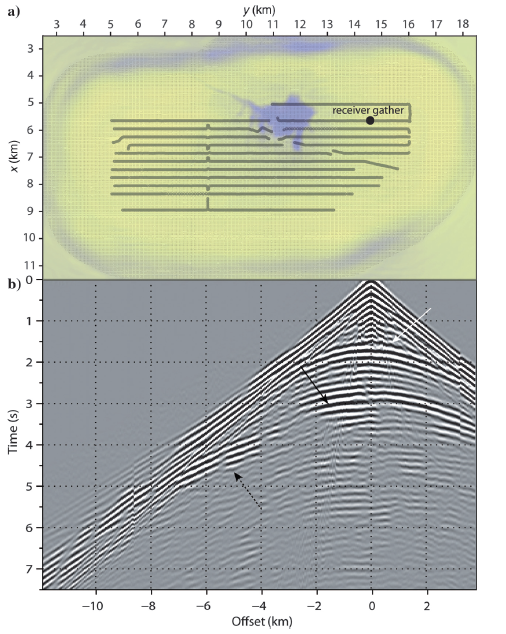 a)
y (km)
3 4 5 6 7 8 9 10 11 12 13 14 15 16 17 18
3
4
5
receiver gather
6
x (km)
7
8
9
10
11
b)
0
1
2
3
Time (s)
4
5
6
7
−10 −8 −6 −4 −2 0 2
Offset (km)